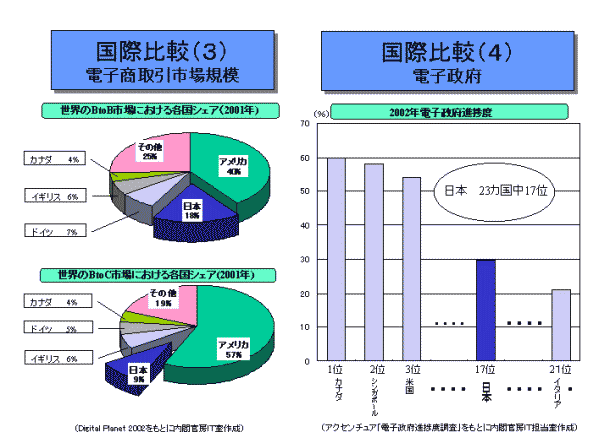 国際比較(3)
電子商取引市場規模
世界のBtoB市場における各国シェア(2001年)
その他
25%
アメリカ
40%
日本
18%
カナダ 4%
イギリス 6%
ドイツ 7%
世界のBtoC市場における各国シェア(2001年)
その他
19%
アメリカ
57%
日本
9%
カナダ 4%
ドイツ 5%
イギリス 6%
(Digital Planet 2002をもとに内閣官房IT室作成)
国際比較(4)
電子政府
2002年電子政府進捗度
(%)
70
60
50
40
30
20
10
0
日本 23カ国中17位
1位
2位
3位
17位
21位
カナダ
シンガポール
米国
日本
イタリア
(アクセンチュア「電子政府進捗度調査」をもとに内閣官房IT担当室作成)